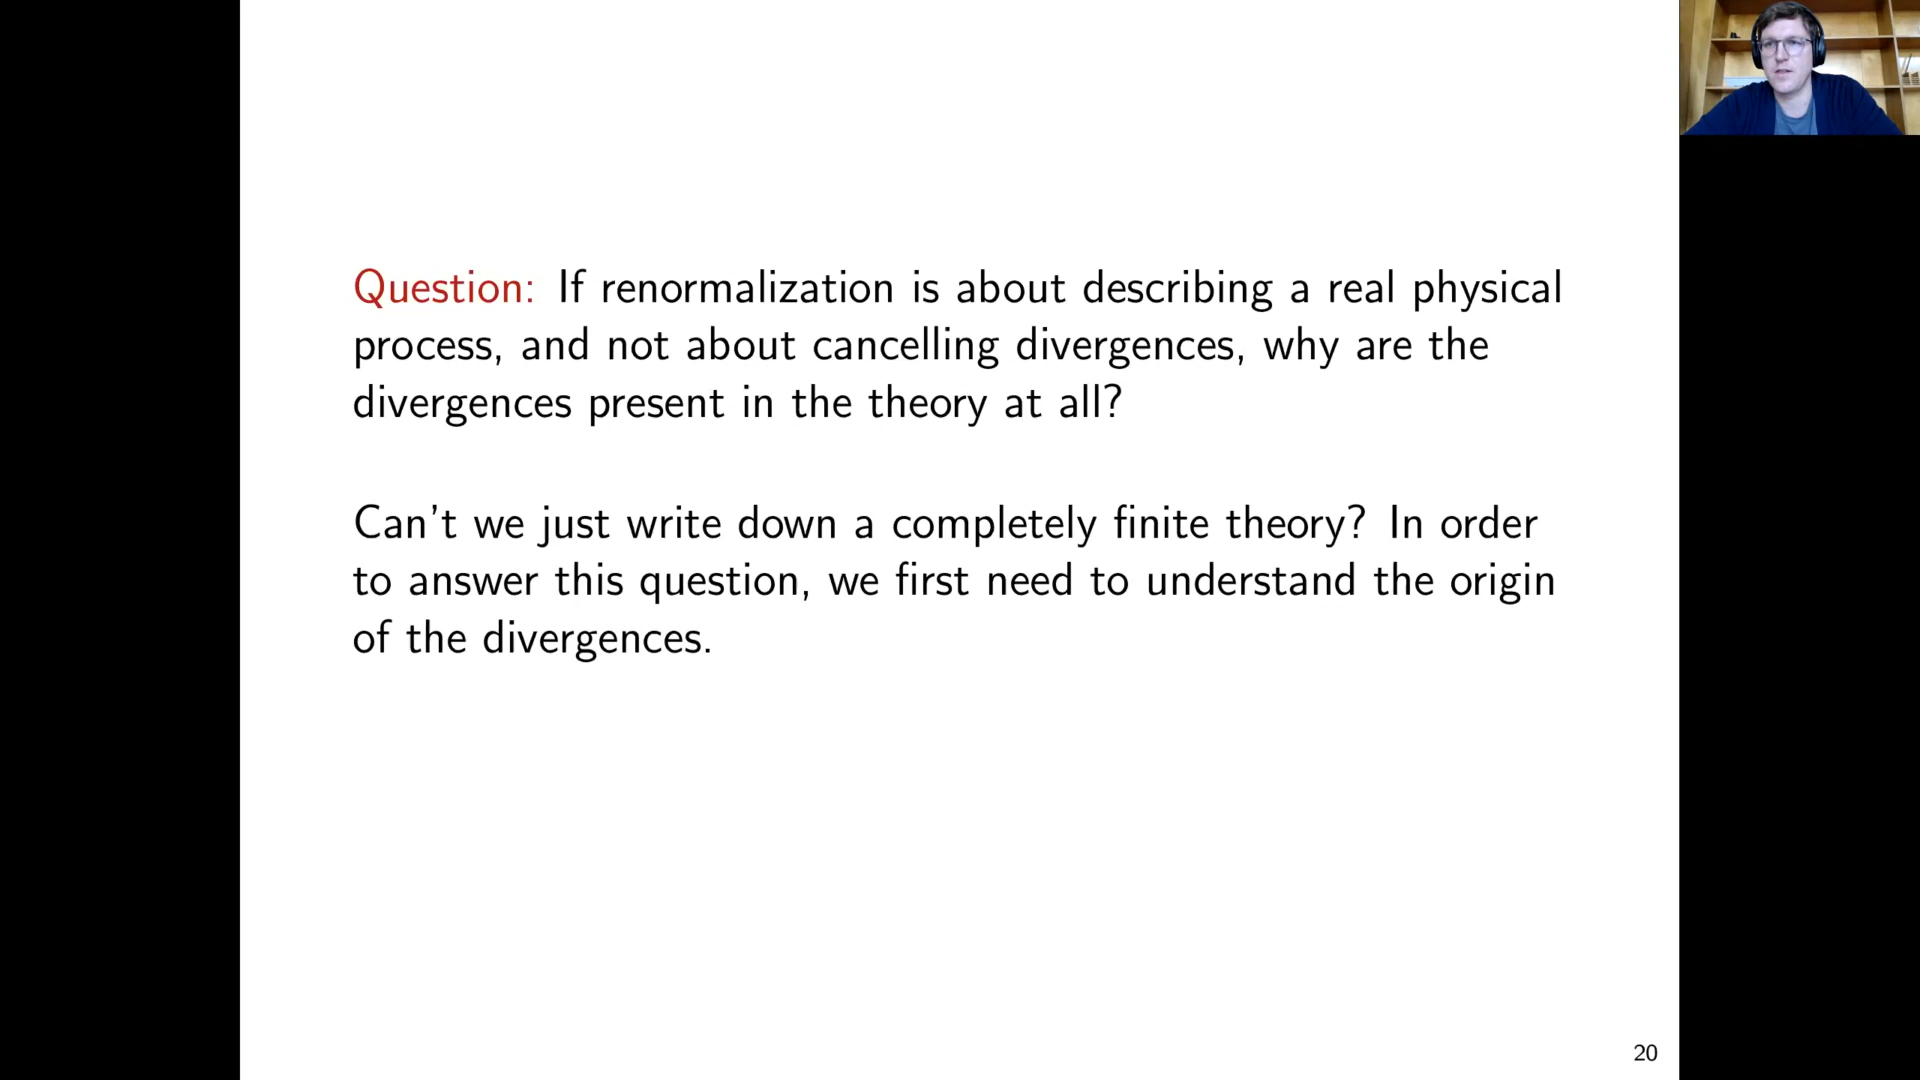 Question: If renormalization is about describing a real physical
process, and not about cancelling divergences, why are the
divergences present in the theory at all?
Can't we just write down a completely finite theory? In order
to answer this question, we first need to understand the origin
of the divergences.
20